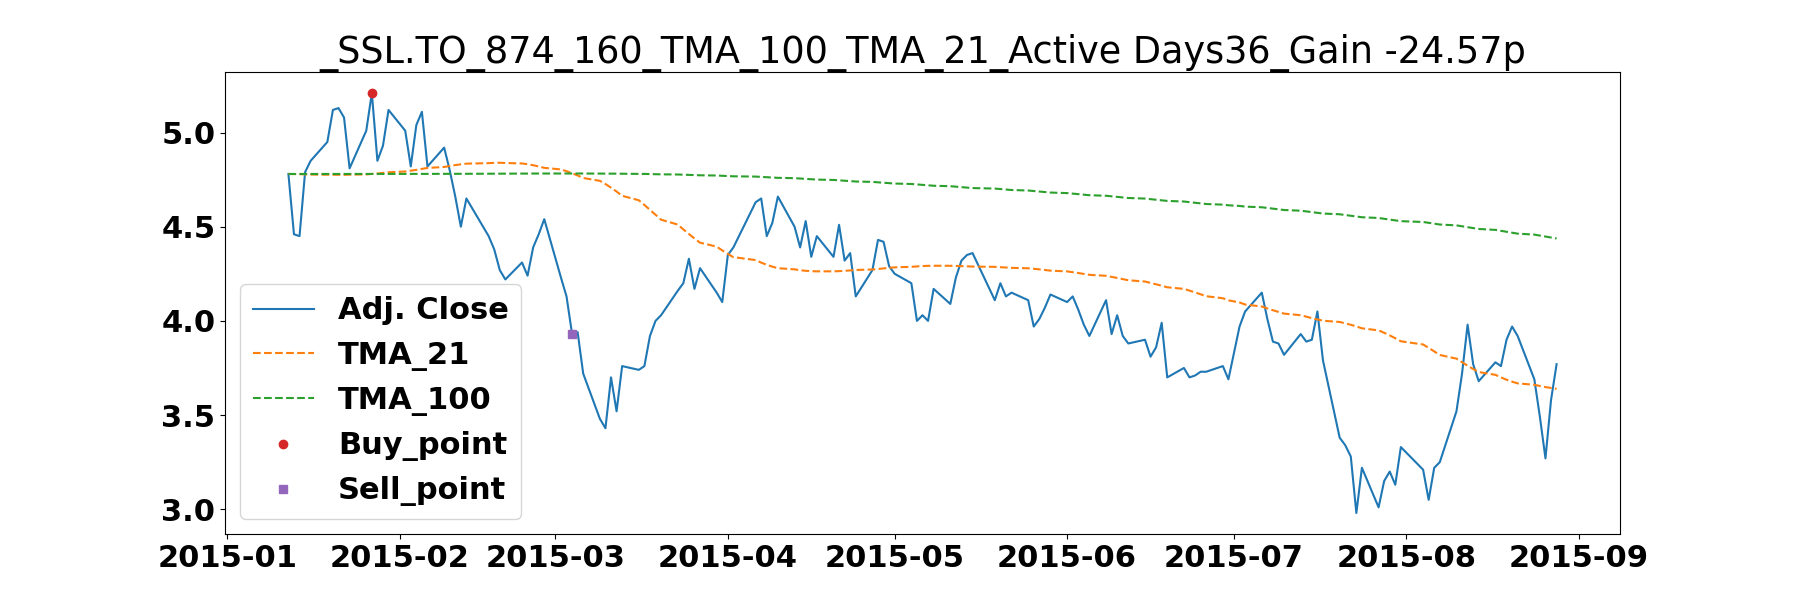 _SSL.TO_874_160_TMA_100_TMA_21_Active Days36_Gain -24.57p
5.0
4.5
4.0
3.5
3.0
Adj. Close
TMA_21
TMA_100
Buy_point
Sell_point
2015-01 2015-02 2015-03 2015-04 2015-05 2015-06 2015-07 2015-08 2015-09